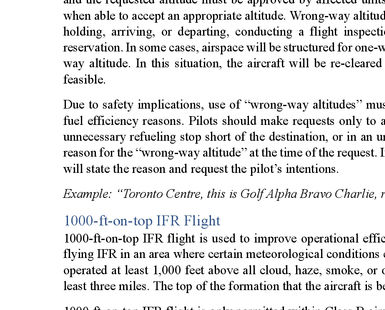 and the requested altitude must be approved by affected units
when able to accept an appropriate altitude. Wrong-way altitud
holding, arriving, or departing, conducting a flight inspecti
reservation. In some cases, airspace will be structured for one-w
way altitude. In this situation, the aircraft will be re-cleared
feasible.
Due to safety implications, use of “wrong-way altitudes” mus
fuel efficiency reasons. Pilots should make requests only to a
unnecessary refueling stop short of the destination, or in an un
reason for the “wrong-way altitude” at the time of the request. I
will state the reason and request the pilot’s intentions.
Example: “Toronto Centre, this is Golf Alpha Bravo Charlie, r
1000-ft-on-top IFR Flight
1000-ft-on-top IFR flight is used to improve operational effic
flying IFR in an area where certain meteorological conditions e
operated at least 1,000 feet above all cloud, haze, smoke, or o
least three miles. The top of the formation that the aircraft is be